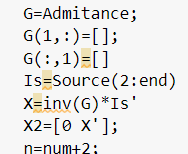 G=Admitance;
G(1,:)=[];
G(:,1)=[]
Is=Source(2:end)
X=inv(G)*Is'
X2=[0 X'];
n=num+2;